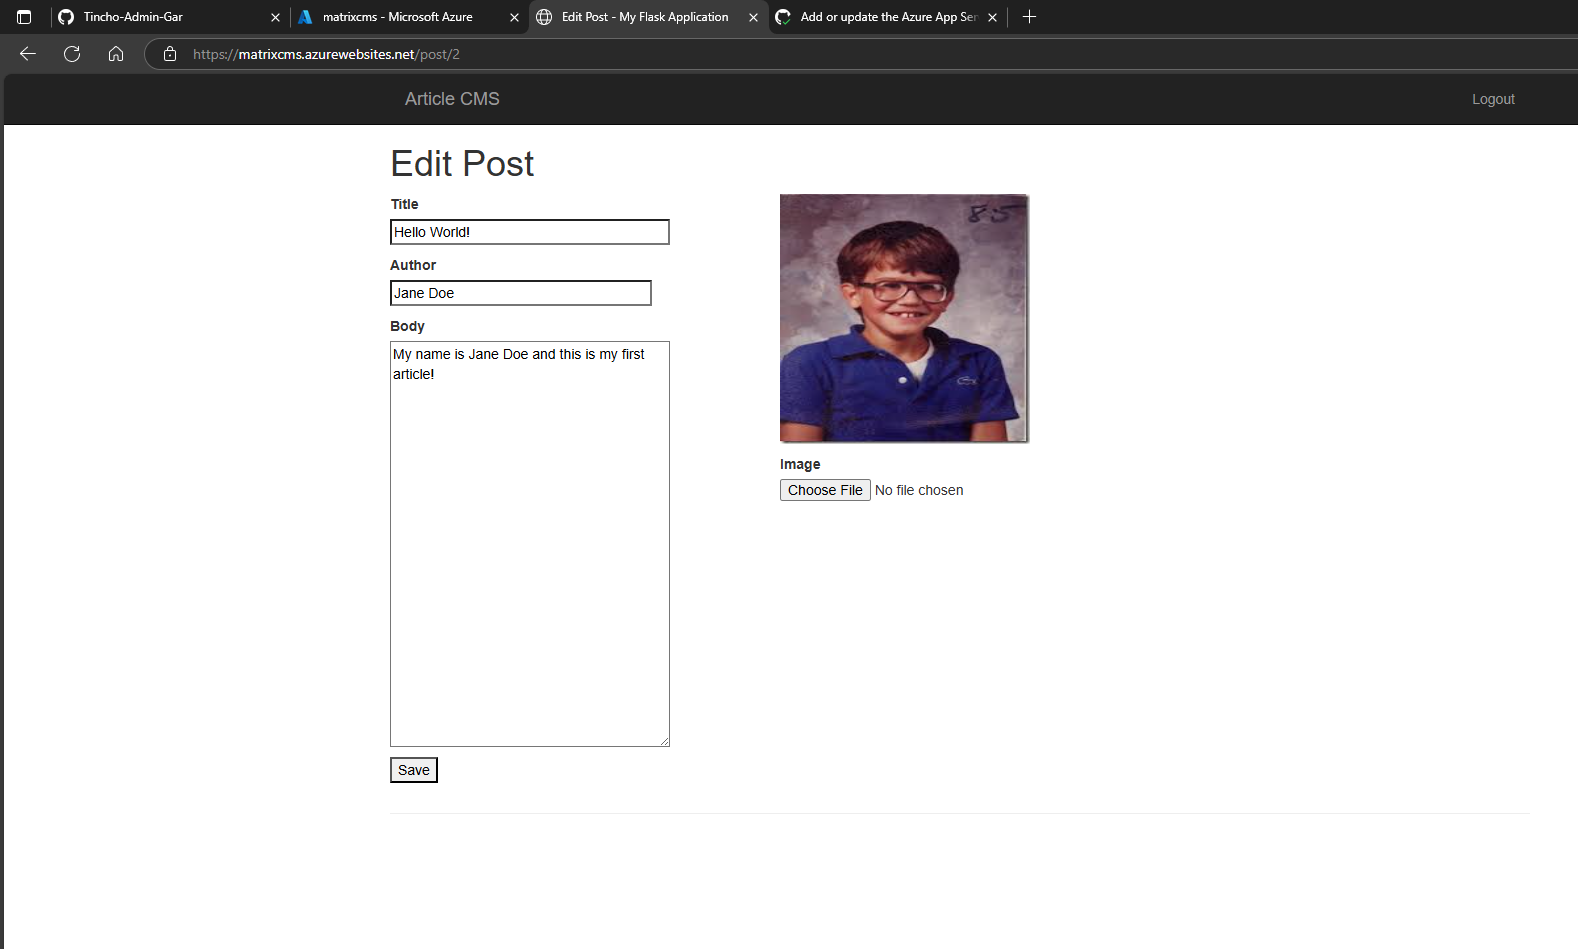 Tincho-Admin-Gar
matrixcms - Microsoft Azure
Edit Post - My Flask Application
Add or update the Azure App Ser
https://matrixcms.azurewebsites.net/post/2
Article CMS
Logout
Edit Post
Title
Hello World!
Author
Jane Doe
Body
My name is Jane Doe and this is my first
article!
Save
85
Image
Choose File No file chosen